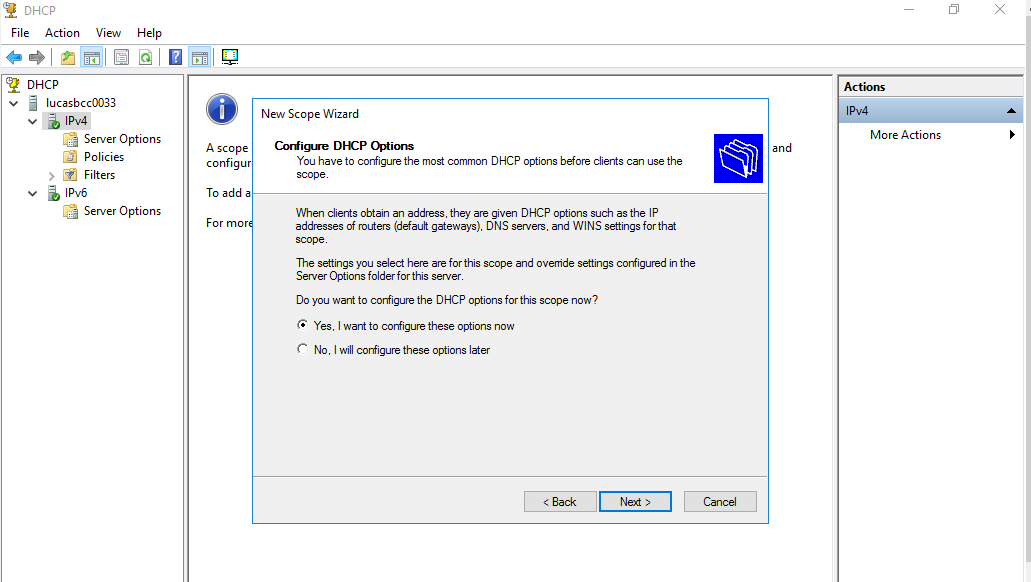 DHCP
File Action View Help
DHCP
lucasbcc0033
IPv4
Server Options
Policies
Filters
IPv6
Server Options
A scope
and
configur
To add a
For more
New Scope Wizard
Configure DHCP Options
You have to configure the most common DHCP options before clients can use the
scope.
When clients obtain an address, they are given DHCP options such as the IP
addresses of routers (default gateways), DNS servers, and WINS settings for that
scope.
The settings you select here are for this scope and override settings configured in the
Server Options folder for this server.
Do you want to configure the DHCP options for this scope now?
Yes, I want to configure these options now
No, I will configure these options later
< Back Next > Cancel
Actions
IPv4
More Actions